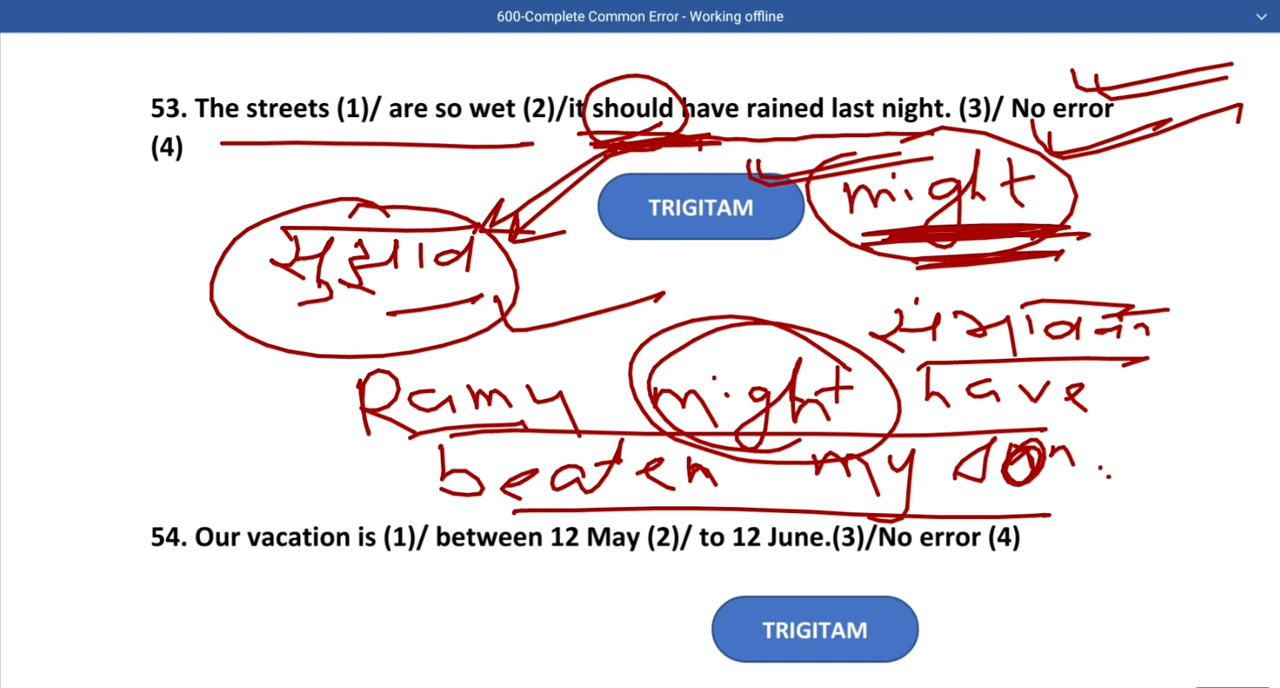 600-Complete Common Error - Working offline
53. The streets (1)/ are so wet (2)/it should have rained last night. (3)/ No error
(4)
TRIGITAM
might
सुझाव
संभावना
Ramy might have
beaten my son.
54. Our vacation is (1)/ between 12 May (2)/ to 12 June.(3)/No error (4)
TRIGITAM